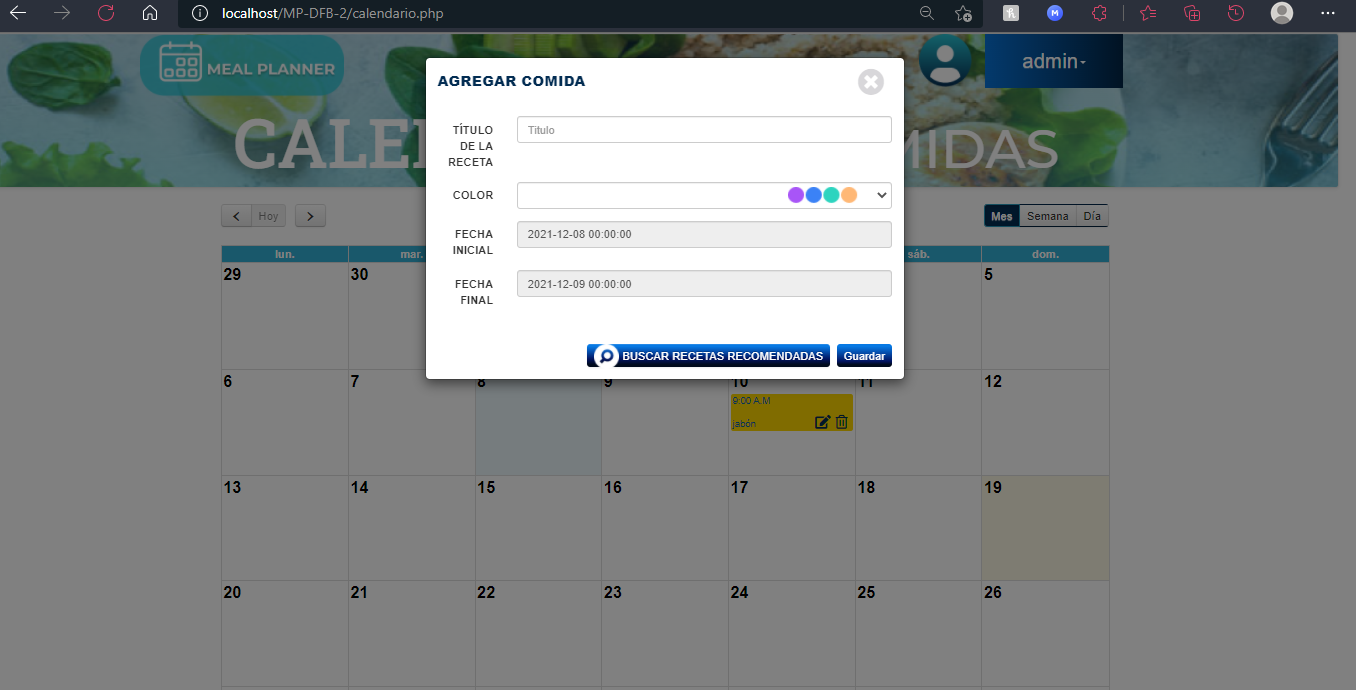 localhost/MP-DFB-2/calendario.php
MEAL PLANNER
admin
AGREGAR COMIDA
TÍTULO
DE LA
RECETA
Titulo
COLOR
FECHA
INICIAL
2021-12-08 00:00:00
FECHA
FINAL
2021-12-09 00:00:00
BUSCAR RECETAS RECOMENDADAS
Guardar
Hoy
Mes Semana Día
lun. mar. sáb. dom.
29 30 5
6 7 8 9 10 11 12
9:00 A.M
jabón
13 14 15 16 17 18 19
20 21 22 23 24 25 26